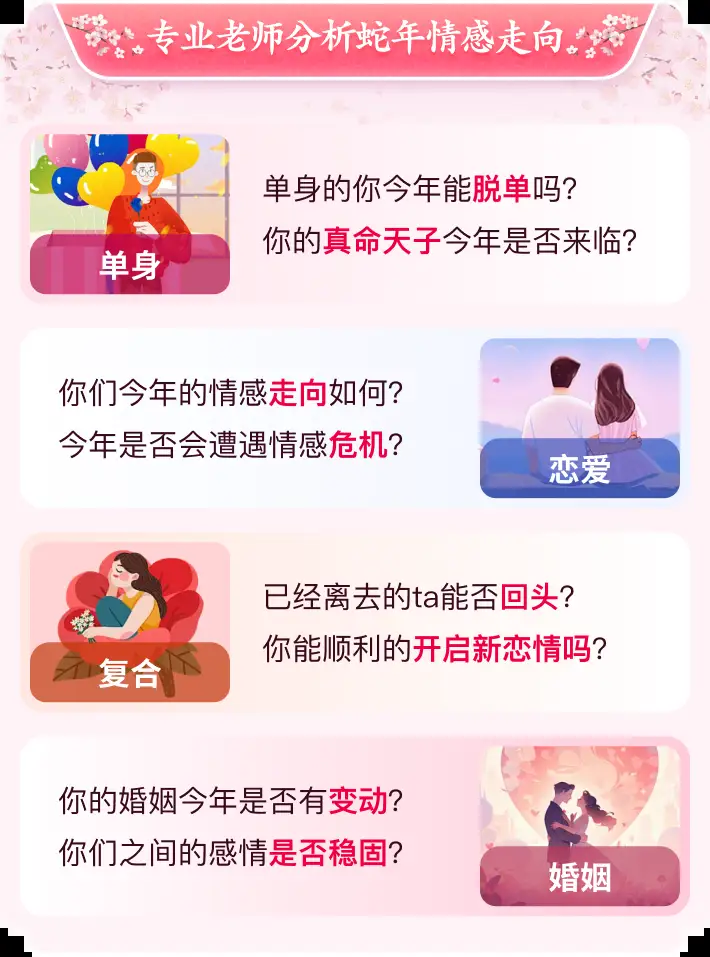 专业老师分析蛇年情感走向
单身的你今年能脱单吗?
你的真命天子今年是否来临?
单身
你们今年的情感走向如何?
今年是否会遭遇情感危机?
恋爱
已经离去的ta能否回头?
你能顺利的开启新恋情吗?
复合
你的婚姻今年是否有变动?
你们之间的感情是否稳固?
婚姻